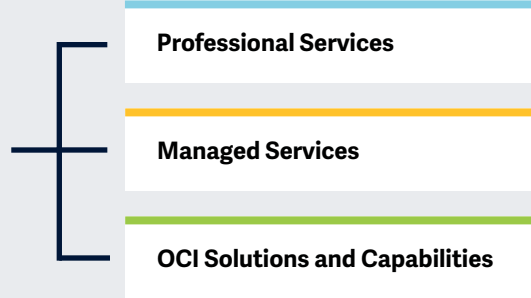 Professional Services
Managed Services
OCI Solutions and Capabilities